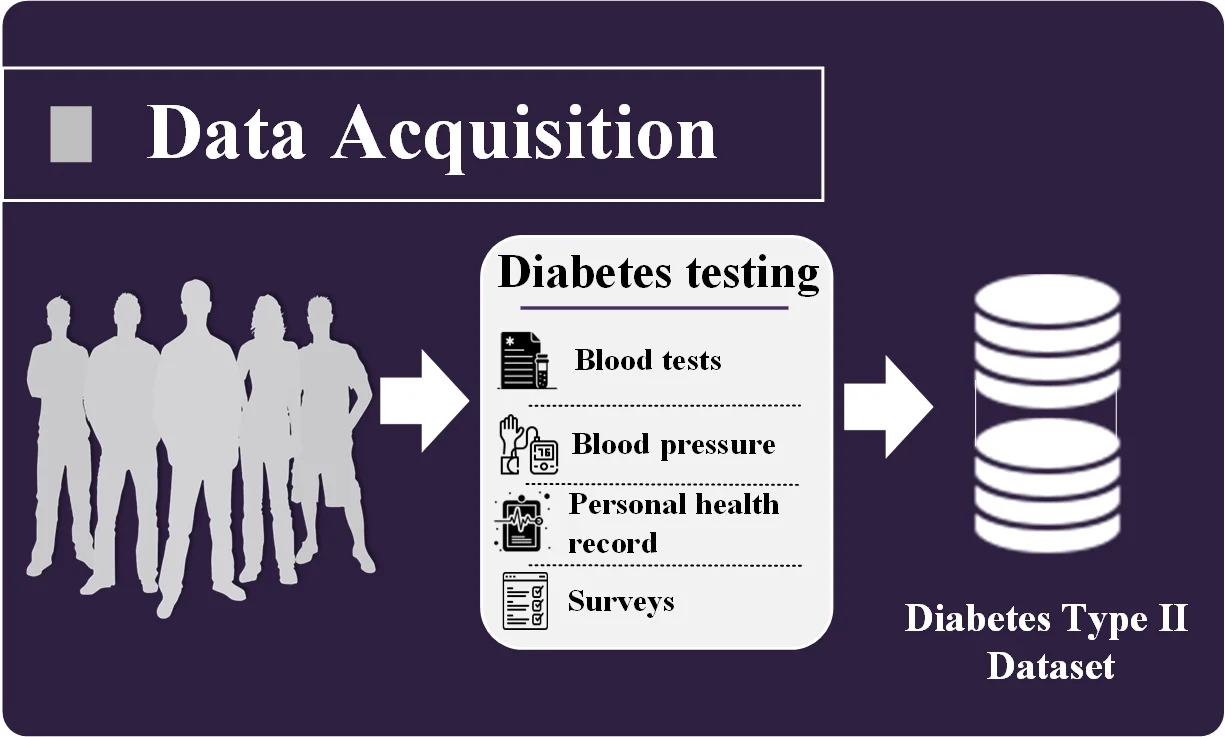 Data Acquisition
Diabetes testing
Blood tests
Blood pressure
Personal health
record
Surveys
Diabetes Type II
Dataset